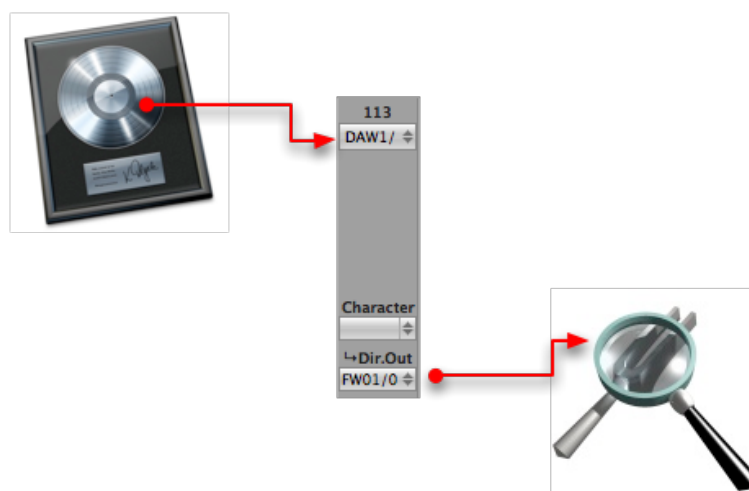 113
DAW1/
Character
↳Dir.Out
FW01/0